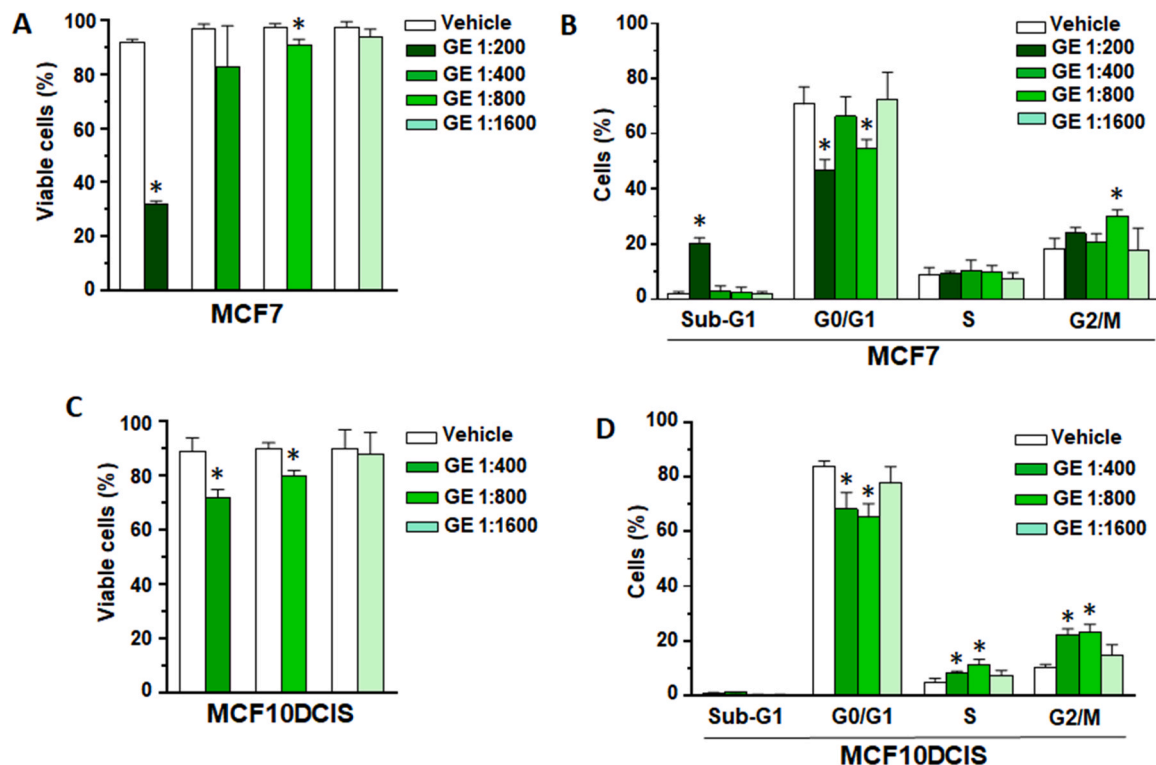 A
Viable cells (%)
100
80
60
40
20
0
*
*
Vehicle
GE 1:200
GE 1:400
GE 1:800
GE 1:1600
MCF7
B
Cells (%)
100
80
60
40
20
0
*
*
*
*
Vehicle
GE 1:200
GE 1:400
GE 1:800
GE 1:1600
Sub-G1 G0/G1 S G2/M
MCF7
C
Viable cells (%)
100
80
60
40
20
0
*
*
Vehicle
GE 1:400
GE 1:800
GE 1:1600
MCF10DCIS
D
Cells (%)
100
80
60
40
20
0
* *
* *
* *
Vehicle
GE 1:400
GE 1:800
GE 1:1600
Sub-G1 G0/G1 S G2/M
MCF10DCIS